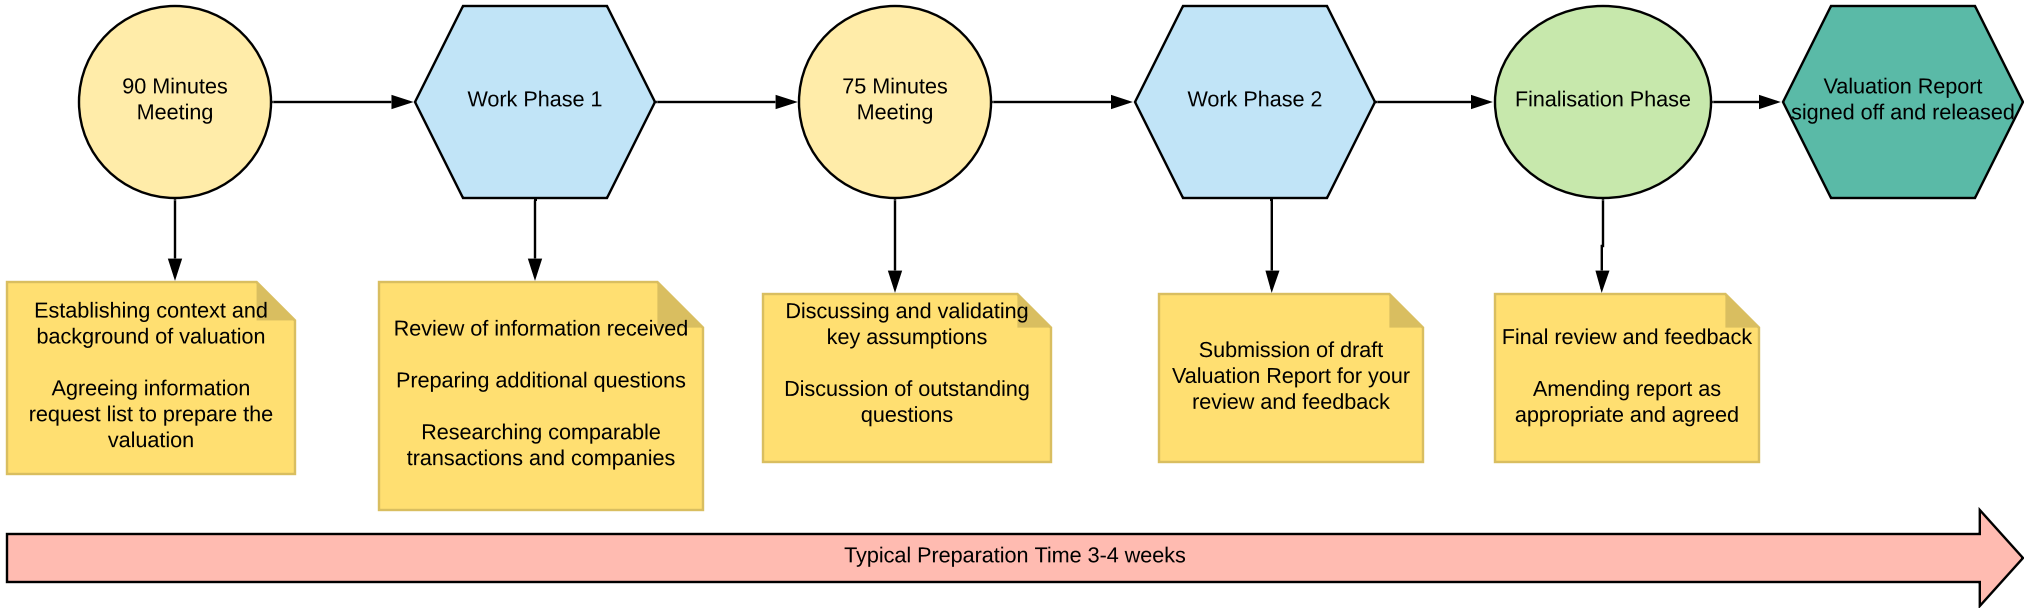 90 Minutes
Meeting
Work Phase 1
75 Minutes
Meeting
Work Phase 2
Finalisation Phase
Valuation Report
signed off and released
Establishing context and
background of valuation
Agreeing information
request list to prepare the
valuation
Review of information received
Preparing additional questions
Researching comparable
transactions and companies
Discussing and validating
key assumptions
Discussion of outstanding
questions
Submission of draft
Valuation Report for your
review and feedback
Final review and feedback
Amending report as
appropriate and agreed
Typical Preparation Time 3-4 weeks